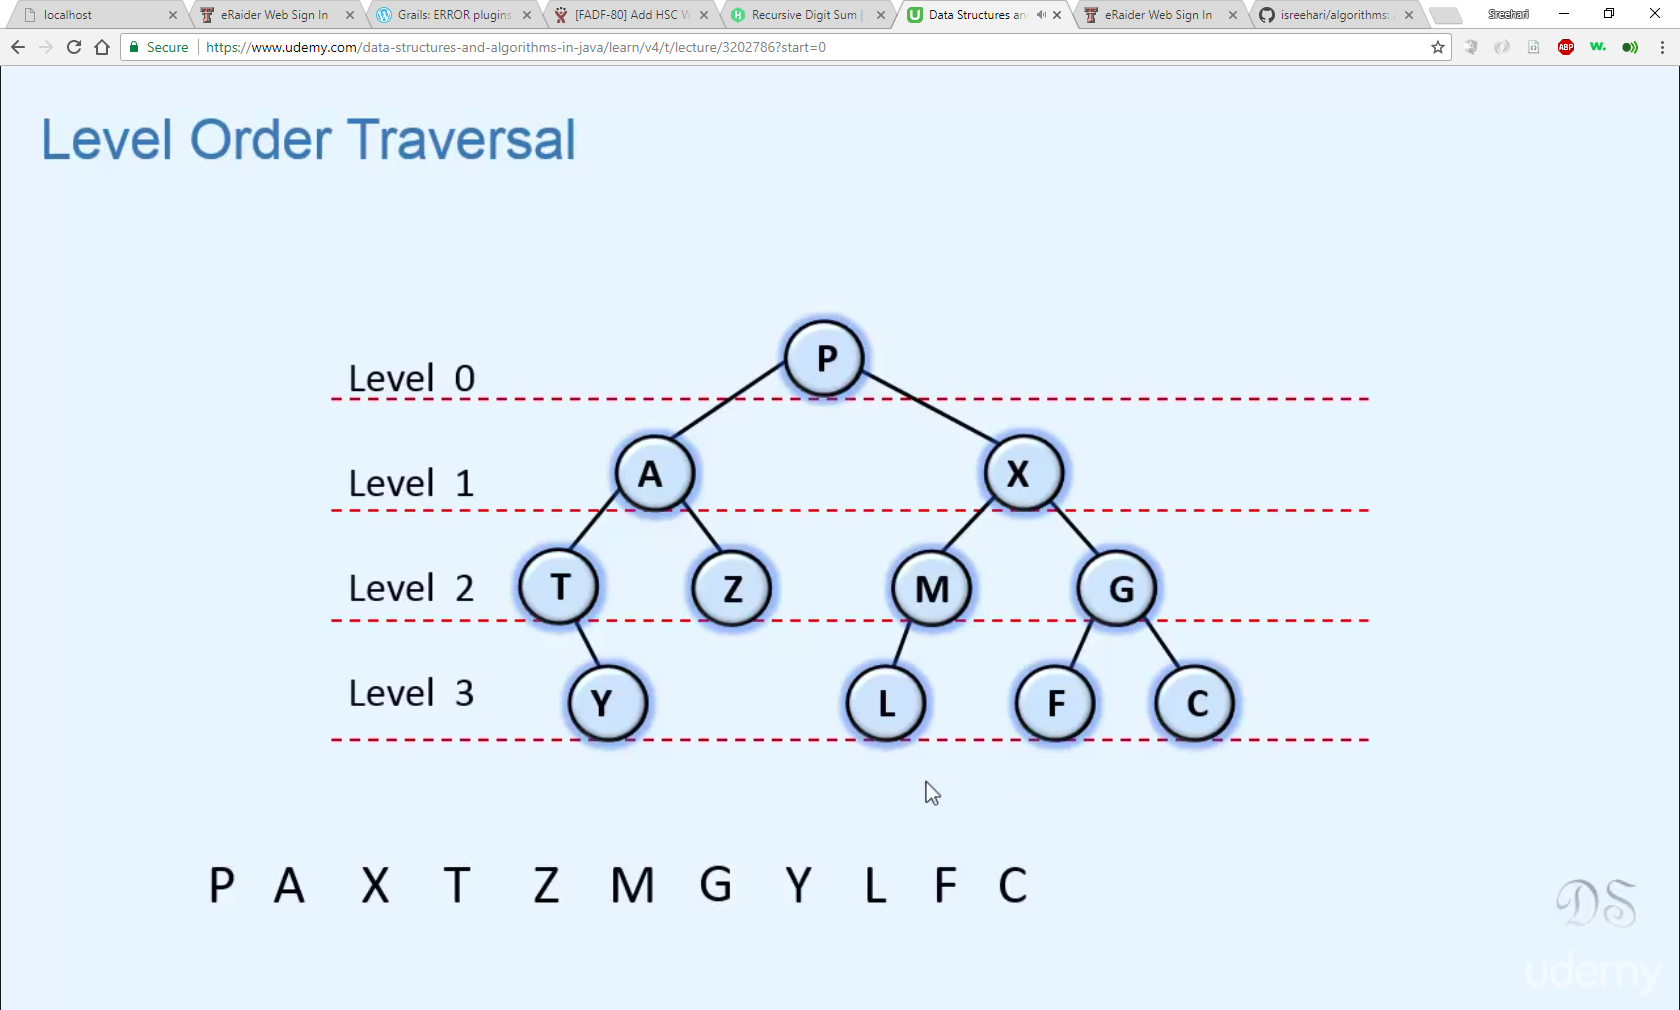 localhost
eRaider Web Sign In
Grails: ERROR plugins.
[FADF-80] Add HSC W
Recursive Digit Sum |
Data Structures an
eRaider Web Sign In
isreehari/algorithms:
Sreehari
Secure
https://www.udemy.com/data-structures-and-algorithms-in-java/learn/v4/t/lecture/3202786?start=0
ABP
w.
Level Order Traversal
P
Level 0
A X
Level 1
T Z M G
Level 2
Y L F C
Level 3
P A X T Z M G Y L F C
DS
udemy